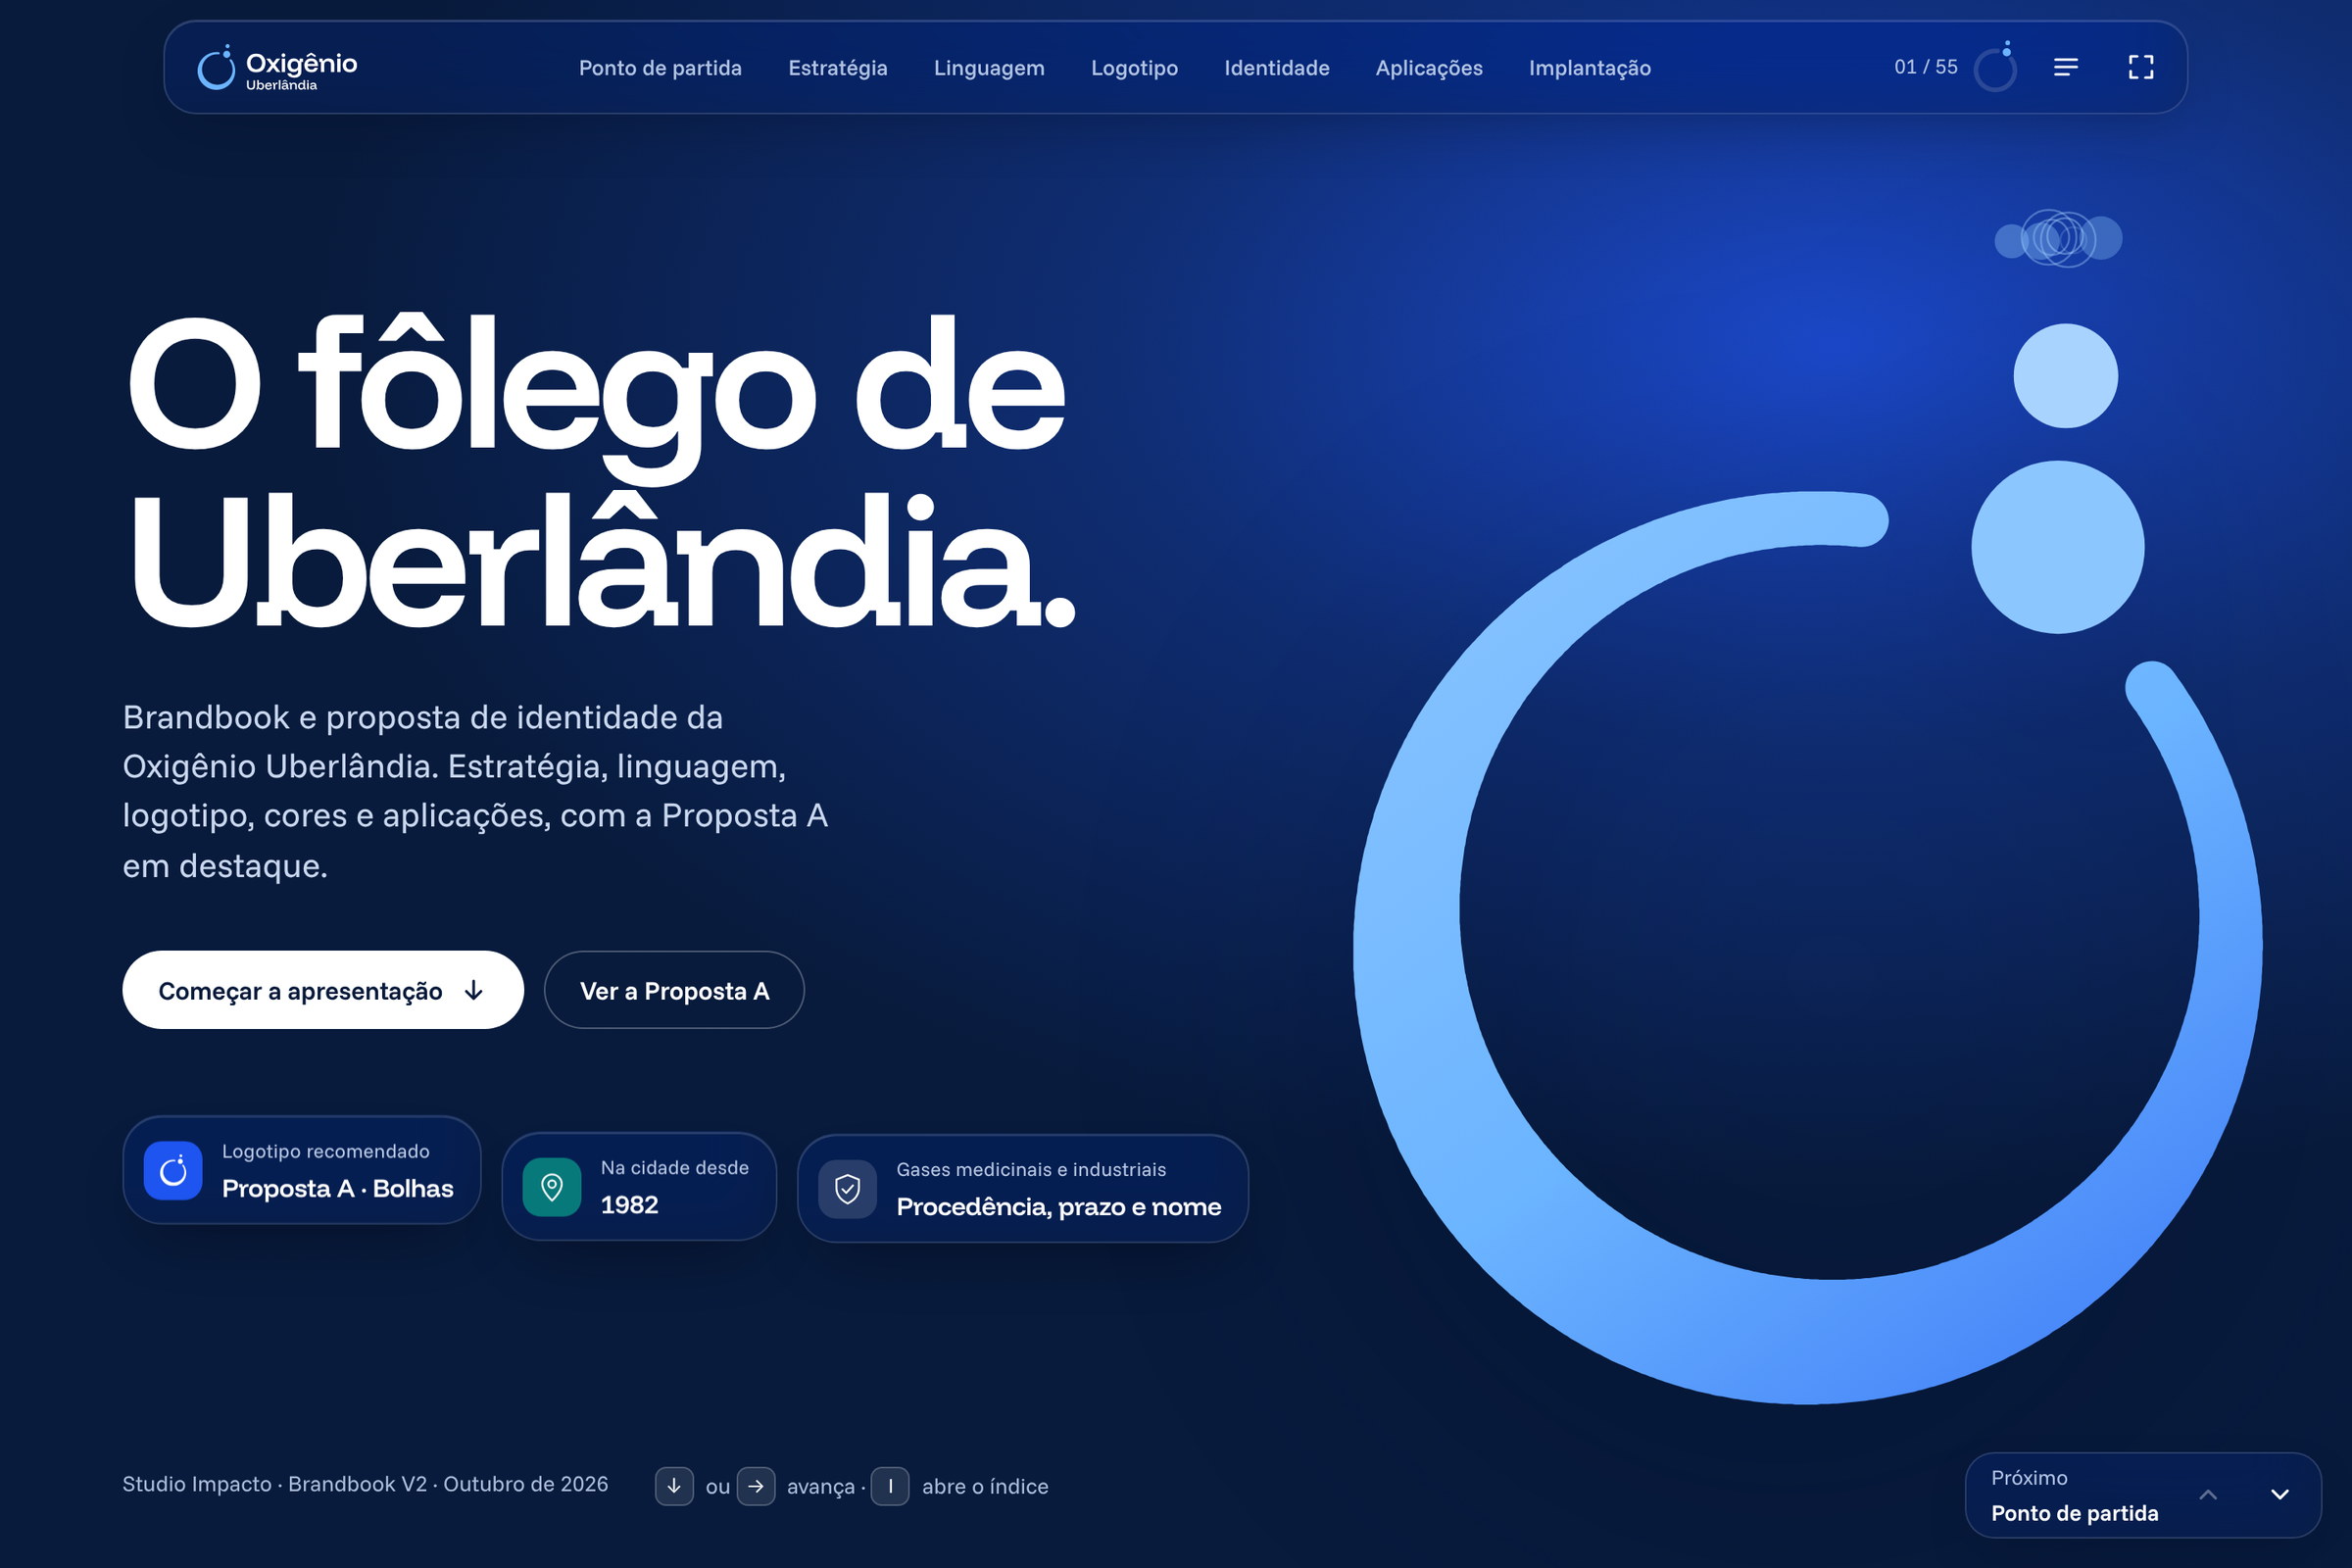 Oxigênio
Uberlândia
Ponto de partida
Estratégia
Linguagem
Logotipo
Identidade
Aplicações
Implantação
01 / 55
O fôlego de
Uberlândia.
Brandbook e proposta de identidade da
Oxigênio Uberlândia. Estratégia, linguagem,
logotipo, cores e aplicações, com a Proposta A
em destaque.
Começar a apresentação ↓
Ver a Proposta A
Logotipo recomendado
Proposta A · Bolhas
Na cidade desde
1982
Gases medicinais e industriais
Procedência, prazo e nome
Studio Impacto · Brandbook V2 · Outubro de 2026
↓ ou → avança · I abre o índice
Próximo
Ponto de partida